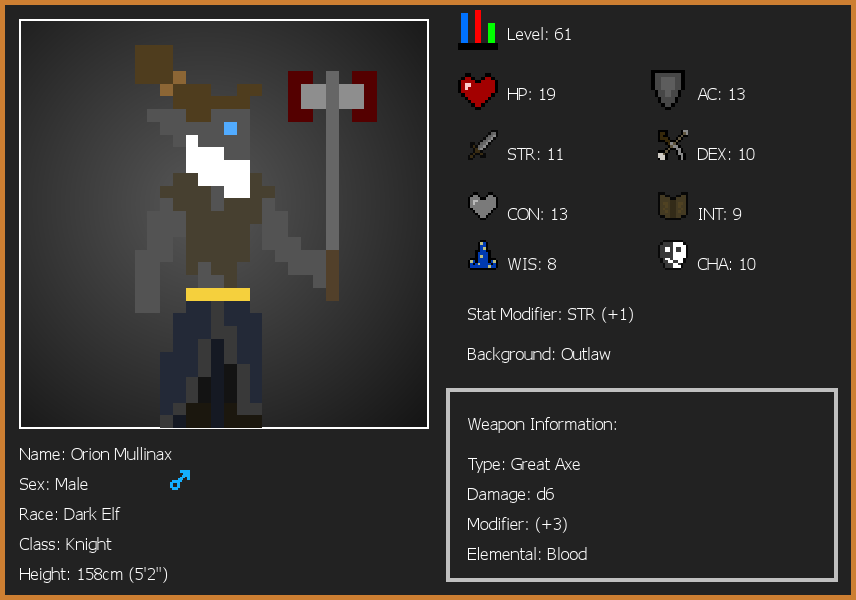 Level: 61
HP: 19
AC: 13
STR: 11
DEX: 10
CON: 13
INT: 9
WIS: 8
CHA: 10
Stat Modifier: STR (+1)
Background: Outlaw
Weapon Information:
Type: Great Axe
Damage: d6
Modifier: (+3)
Elemental: Blood
Name: Orion Mullinax
Sex: Male
Race: Dark Elf
Class: Knight
Height: 158cm (5'2")